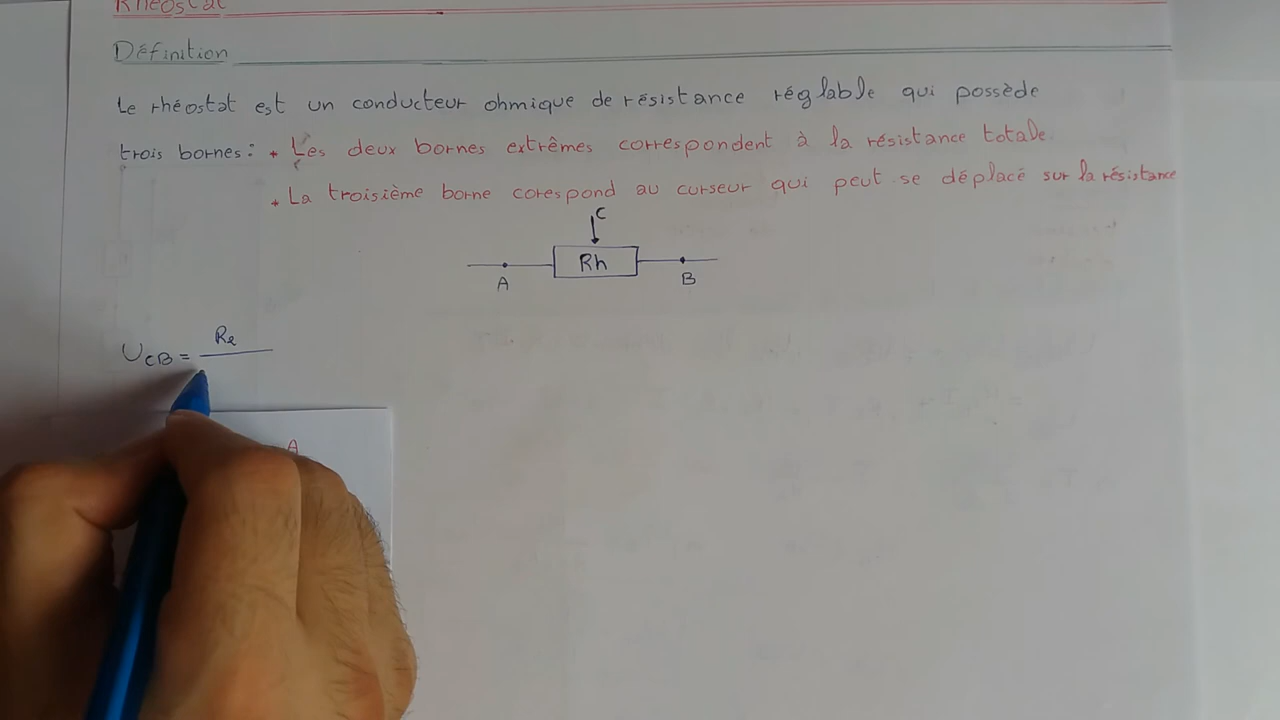 Rhéostat
Définition
Le rhéostat est un conducteur ohmique de résistance réglable qui possède
trois bornes: * Les deux bornes extrêmes correspondent à la résistance totale
* La troisième borne corespond au curseur qui peut se déplacé sur la résistance
C
Rh
A B
R2
UCB =
A